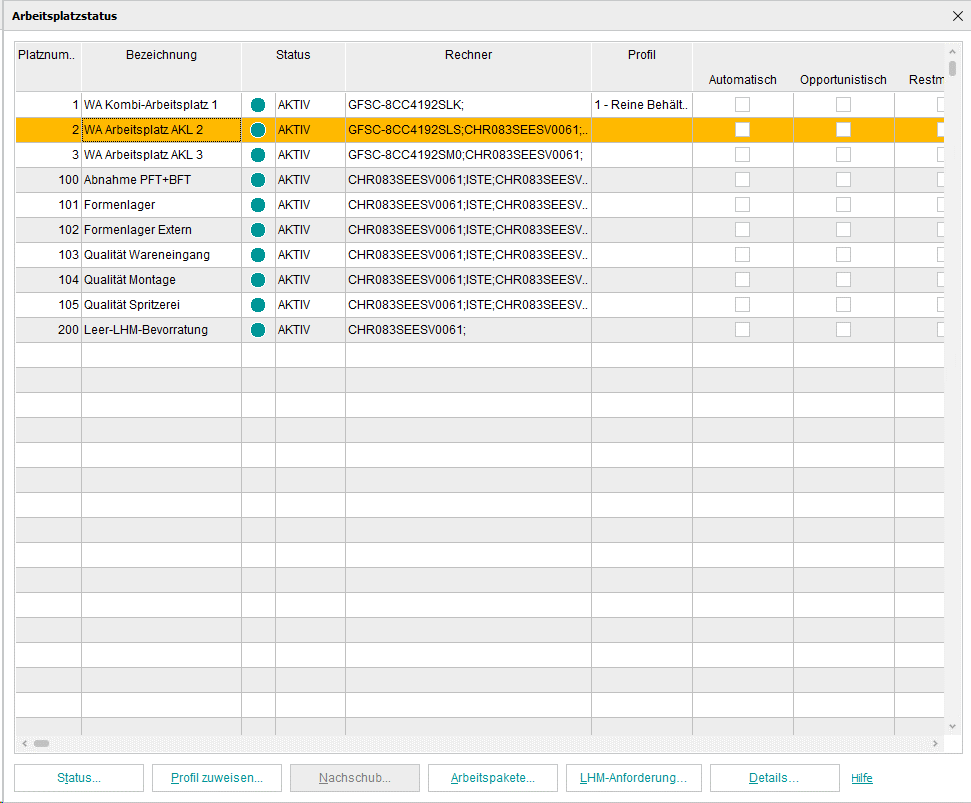 Arbeitsplatzstatus
Platznum.. Bezeichnung Status Rechner Profil
Automatisch Opportunistisch Restm
1 WA Kombi-Arbeitsplatz 1 AKTIV GFSC-8CC4192SLK; 1 - Reine Behält..
2 WA Arbeitsplatz AKL 2 AKTIV GFSC-8CC4192SLS;CHR083SEESV0061;..
3 WA Arbeitsplatz AKL 3 AKTIV GFSC-8CC4192SM0;CHR083SEESV0061;
100 Abnahme PFT+BFT AKTIV CHR083SEESV0061;ISTE;CHR083SEESV..
101 Formenlager AKTIV CHR083SEESV0061;ISTE;CHR083SEESV..
102 Formenlager Extern AKTIV CHR083SEESV0061;ISTE;CHR083SEESV..
103 Qualität Wareneingang AKTIV CHR083SEESV0061;ISTE;CHR083SEESV..
104 Qualität Montage AKTIV CHR083SEESV0061;ISTE;CHR083SEESV..
105 Qualität Spritzerei AKTIV CHR083SEESV0061;ISTE;CHR083SEESV..
200 Leer-LHM-Bevorratung AKTIV CHR083SEESV0061;
Status... Profil zuweisen... Nachschub... Arbeitspakete... LHM-Anforderung... Details... Hilfe